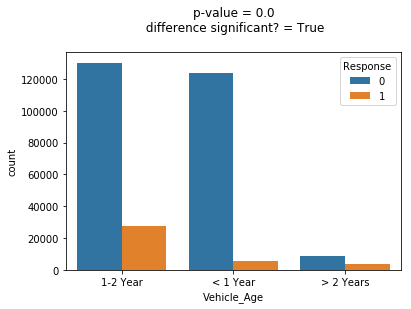 p-value = 0.0
difference significant? = True
Response
0
1
120000
100000
80000
60000
40000
20000
0
count
1-2 Year
< 1 Year
> 2 Years
Vehicle_Age